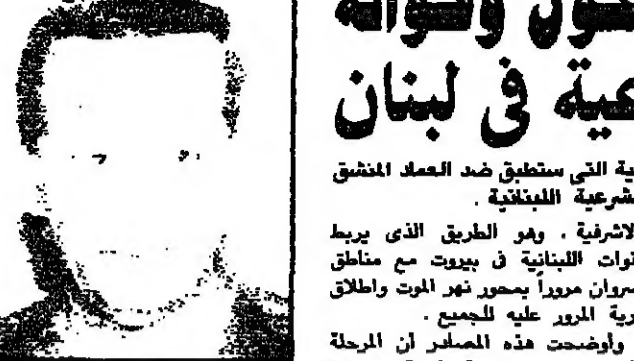 عون وقواته
عية في لبنان
ية التي ستطبق ضد العماد المنشق
شرعية اللبنانية .
لاشرفية ، وهو الطريق الذي يربط
قوات اللبنانية في بيروت مع مناطق
سروان مروراً بمحور نهر الموت واطلاق
رية المرور عليه للجميع .
وأوضحت هذه المصادر أن المرحلة